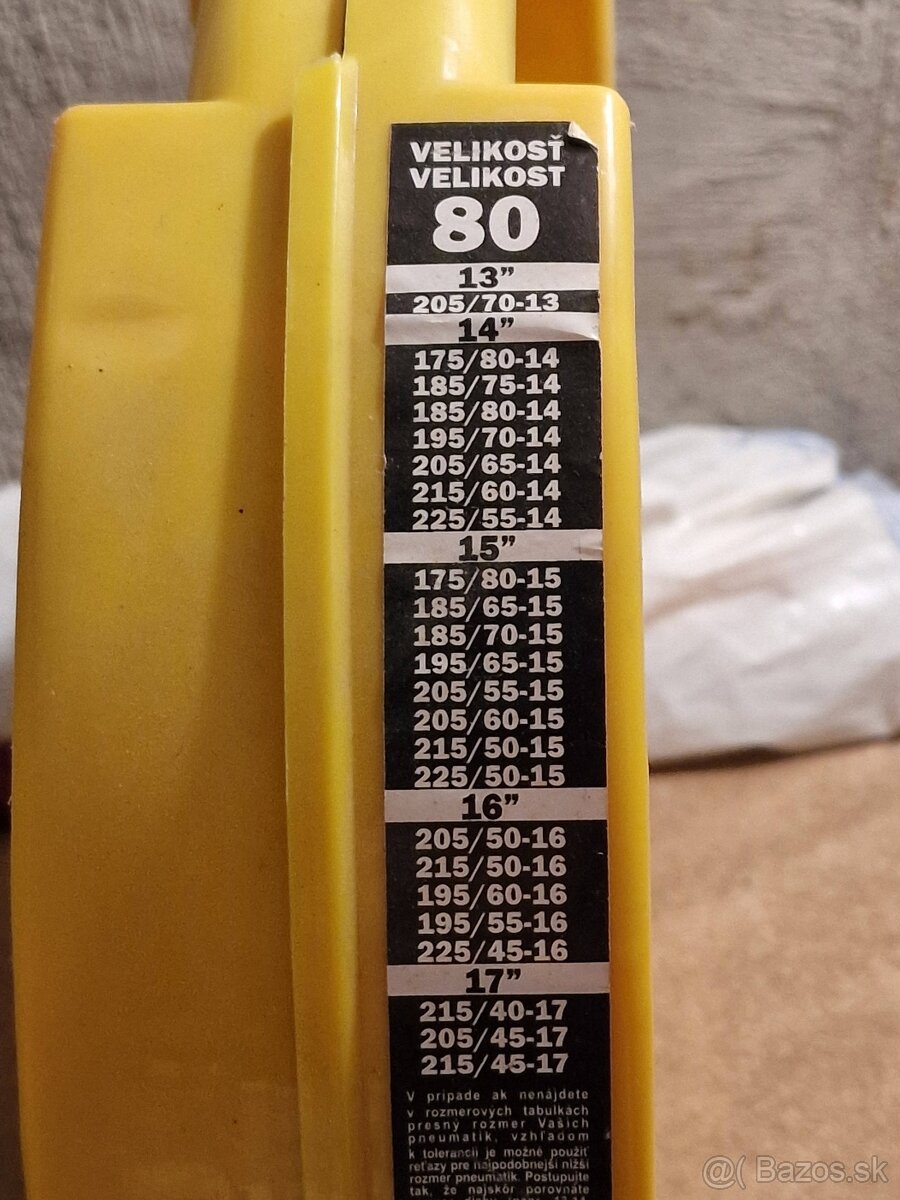 VELIKOSŤ
VELIKOST
80
13”
205/70-13
14”
175/80-14
185/75-14
185/80-14
195/70-14
205/65-14
215/60-14
225/55-14
15”
175/80-15
185/65-15
185/70-15
195/65-15
205/55-15
205/60-15
215/50-15
225/50-15
16”
205/50-16
215/50-16
195/60-16
195/55-16
225/45-16
17”
215/40-17
205/45-17
215/45-17
V prípade ak nenájdete
v rozmerových tabulkách
presný rozmer Vašich
pneumatík, vzhľadom
k tolerancii je možné použiť
reťazy pre najpodobnejší nižší
rozmer pneumatík. Postupujte
tak, že najskôr porovnáte
@( Bazos.sk